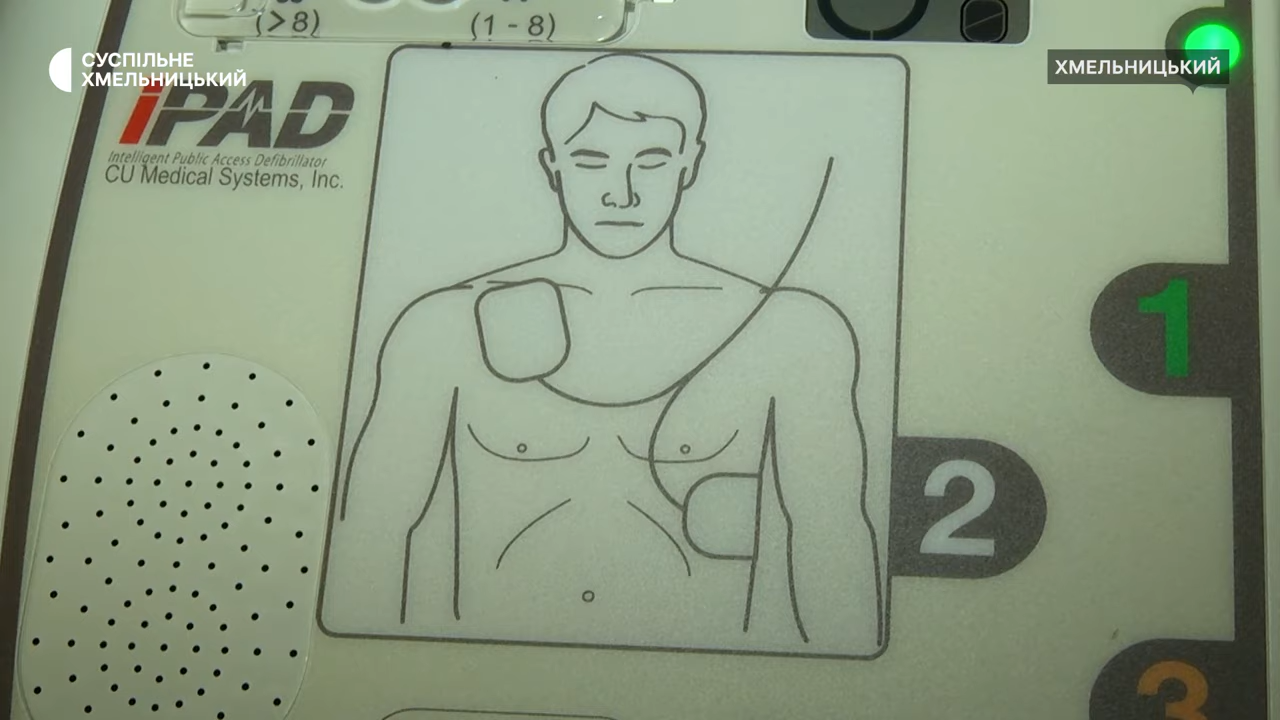 (>8)
(1 - 8)
СУСПІЛЬНЕ
ХМЕЛЬНИЦЬКИЙ
ХМЕЛЬНИЦЬКИЙ
iPAD
Intelligent Public Access Defibrillator
CU Medical Systems, Inc.
1
2
3